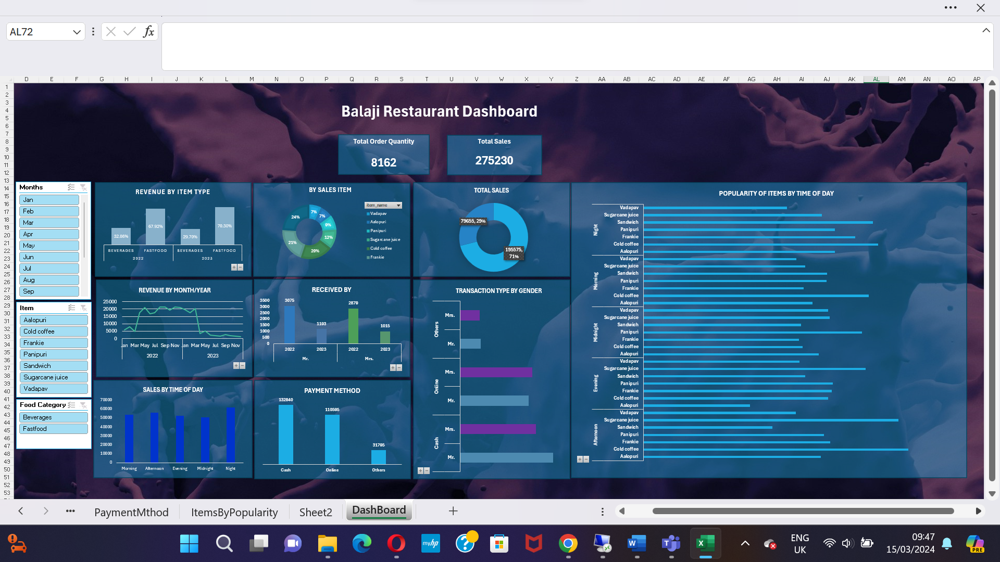 AL72
fx
D E F G H I J K L M N O P Q R S T U V W X Y Z AA AB AC AD AE AF AG AH AI AJ AK AL AM AN AO AP
1
2
3
4
5
6
7
8
9
10
11
12
13
14
15
16
17
18
19
20
21
22
23
24
25
26
27
28
29
30
31
32
33
34
35
36
37
38
39
40
41
42
43
44
45
46
47
48
49
50
51
52
53
Balaji Restaurant Dashboard
Total Order Quantity
8162
Total Sales
275230
Months
Jan
Feb
Mar
Apr
May
Jun
Jul
Aug
Sep
Item
Aalopuri
Cold coffee
Frankie
Panipuri
Sandwich
Sugarcane juice
Vadapav
Food Category
Beverages
Fastfood
REVENUE BY ITEM TYPE
32.08% 67.92% 29.70% 70.30%
BEVERAGES FASTFOOD BEVERAGES FASTFOOD
2022 2023
BY SALES ITEM
7% 7% 9% 12% 20% 21% 24%
item_name
Vadapav
Aalopuri
Panipuri
Sugarcane juice
Cold coffee
Frankie
TOTAL SALES
79655, 29%
195575,
71%
REVENUE BY MONTH/YEAR
25000
20000
15000
10000
5000
0
Jan Mar May Jul Sep Nov Jan Mar May Jul Sep Nov
2022 2023
RECEIVED BY
3500
3000
2500
2000
1500
1000
500
0
3075 1193 2879 1015
2022 2023 2022 2023
Mr. Mrs.
TRANSACTION TYPE BY GENDER
Others
Mrs.
Mr.
Online
Mrs.
Mr.
Cash
Mrs.
Mr.
SALES BY TIME OF DAY
70000
60000
50000
40000
30000
20000
10000
0
Morning Afternoon Evening Midnight Night
PAYMENT METHOD
132840 110595 31795
Cash Online Others
POPULARITY OF ITEMS BY TIME OF DAY
Night
Vadapav
Sugarcane juice
Sandwich
Panipuri
Frankie
Cold coffee
Aalopuri
Morning
Vadapav
Sugarcane juice
Sandwich
Panipuri
Frankie
Cold coffee
Aalopuri
Midnight
Vadapav
Sugarcane juice
Sandwich
Panipuri
Frankie
Cold coffee
Aalopuri
Evening
Vadapav
Sugarcane juice
Sandwich
Panipuri
Frankie
Cold coffee
Aalopuri
Afternoon
Vadapav
Sugarcane juice
Sandwich
Panipuri
Frankie
Cold coffee
Aalopuri
PaymentMthod ItemsByPopularity Sheet2 DashBoard
myhp
W
T
X
ENG
UK
09:47
15/03/2024
PRE